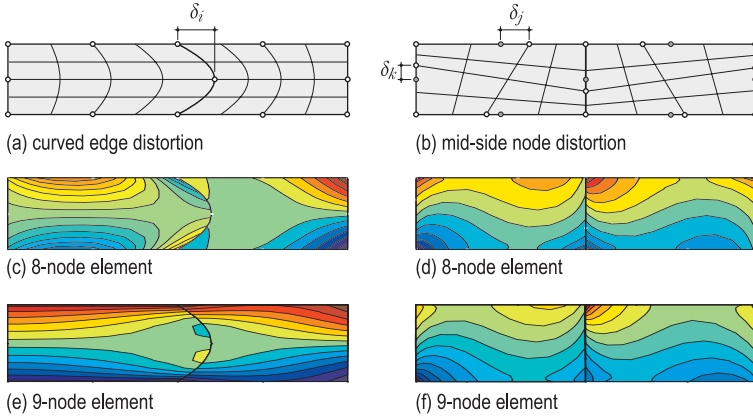 δi
δj
δk
(a) curved edge distortion
(b) mid-side node distortion
(c) 8-node element
(d) 8-node element
(e) 9-node element
(f) 9-node element